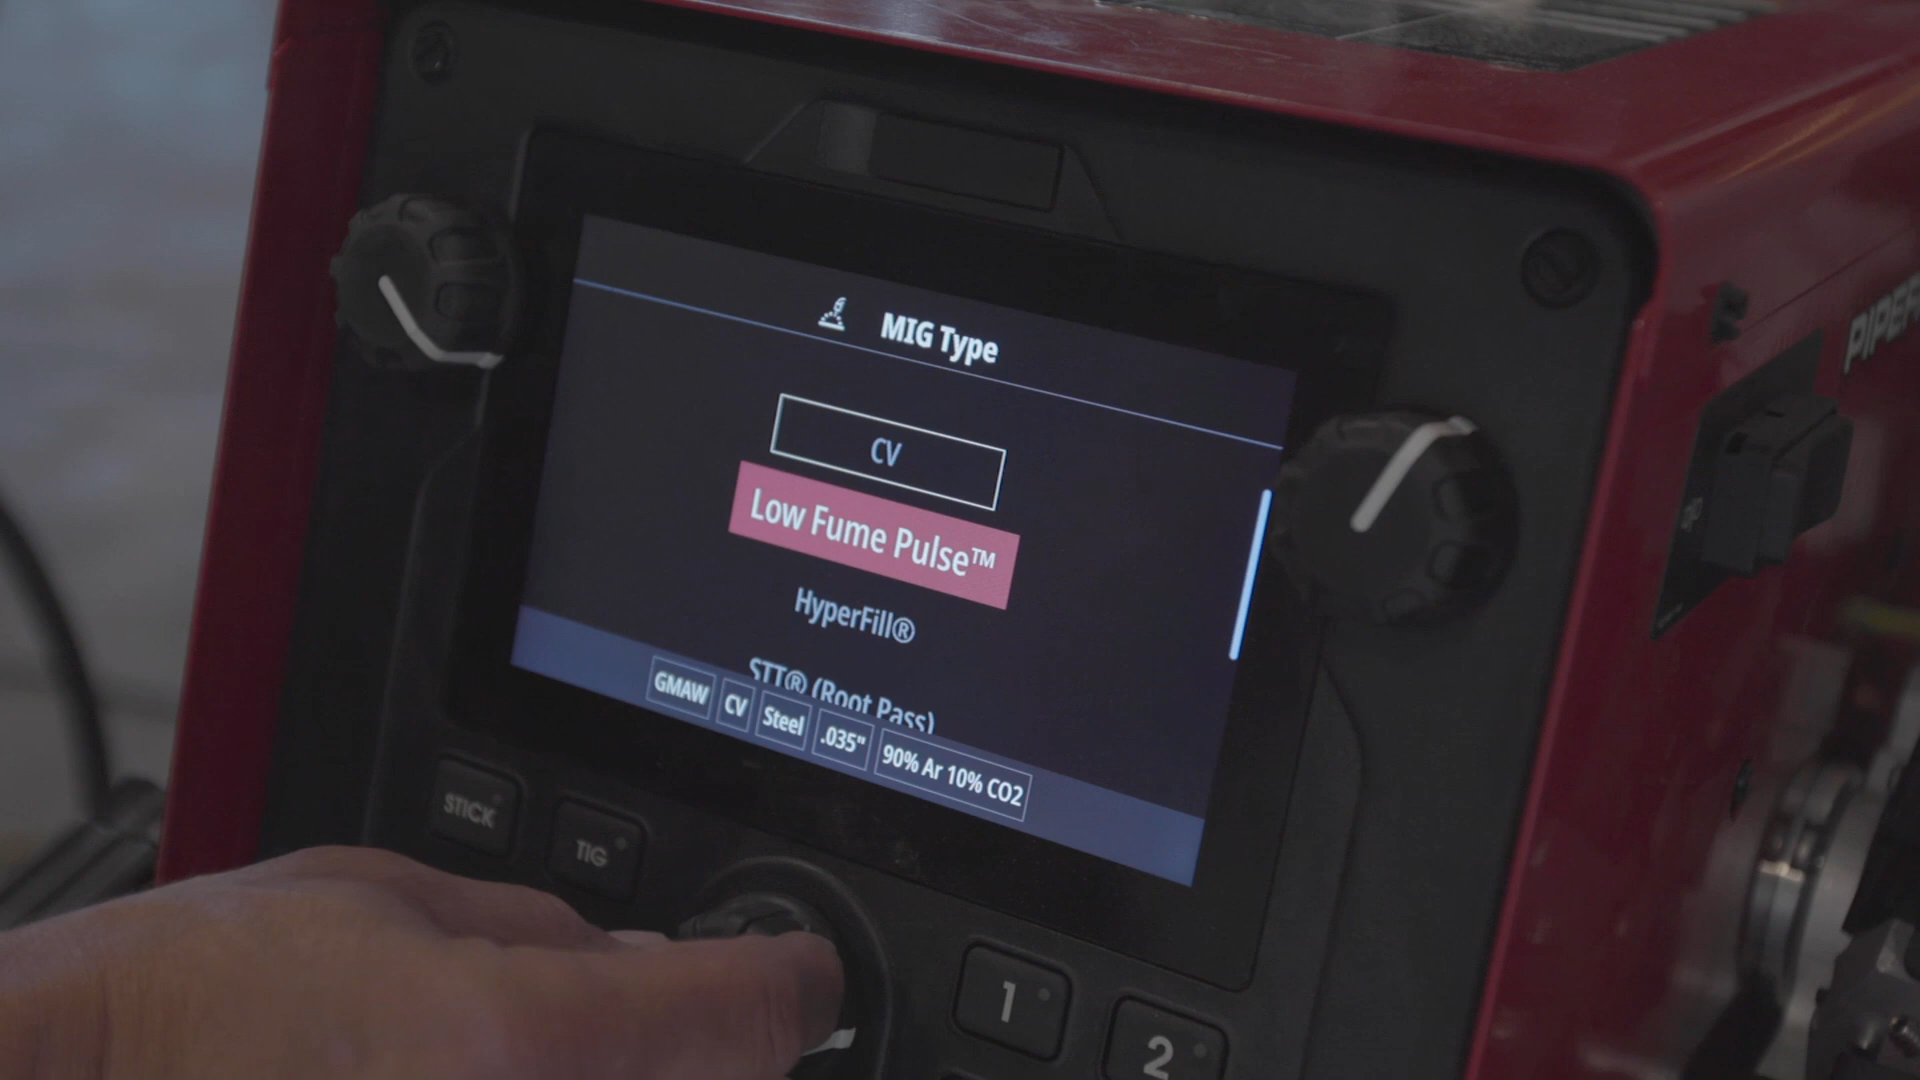 MIG Type
CV
Low Fume Pulse™
HyperFill®
STT® (Root Pass)
GMAW CV Steel .035" 90% Ar 10% CO2
STICK
TIG
1
2